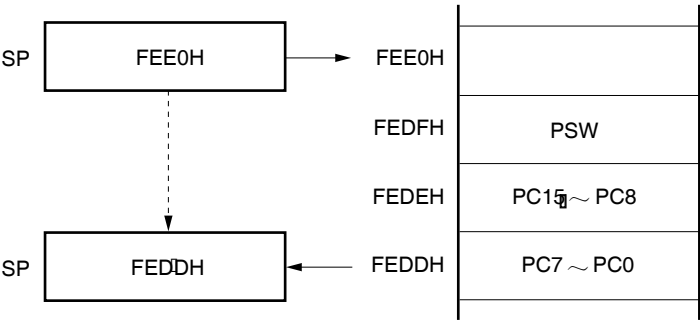 SP FEE0H FEE0H
FEDFH PSW
FEDEH PC15 ~ PC8
SP FEDDH FEDDH PC7 ~ PC0